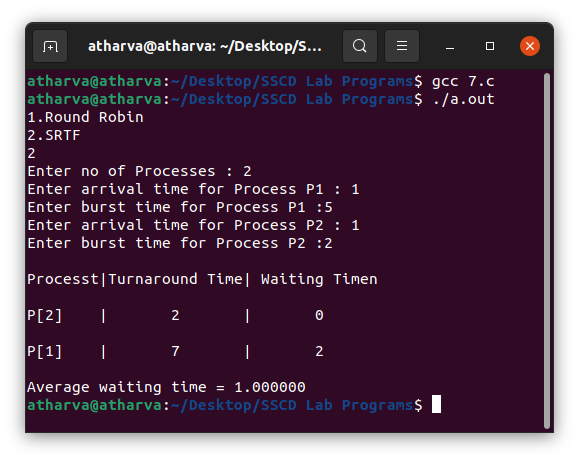 atharva@atharva: ~/Desktop/S...
atharva@atharva:~/Desktop/SSCD Lab Programs$ gcc 7.c
atharva@atharva:~/Desktop/SSCD Lab Programs$ ./a.out
1.Round Robin
2.SRTF
2
Enter no of Processes : 2
Enter arrival time for Process P1 : 1
Enter burst time for Process P1 :5
Enter arrival time for Process P2 : 1
Enter burst time for Process P2 :2
Processt|Turnaround Time| Waiting Timen
P[2]    |       2       |       0
P[1]    |       7       |       2
Average waiting time = 1.000000
atharva@atharva:~/Desktop/SSCD Lab Programs$